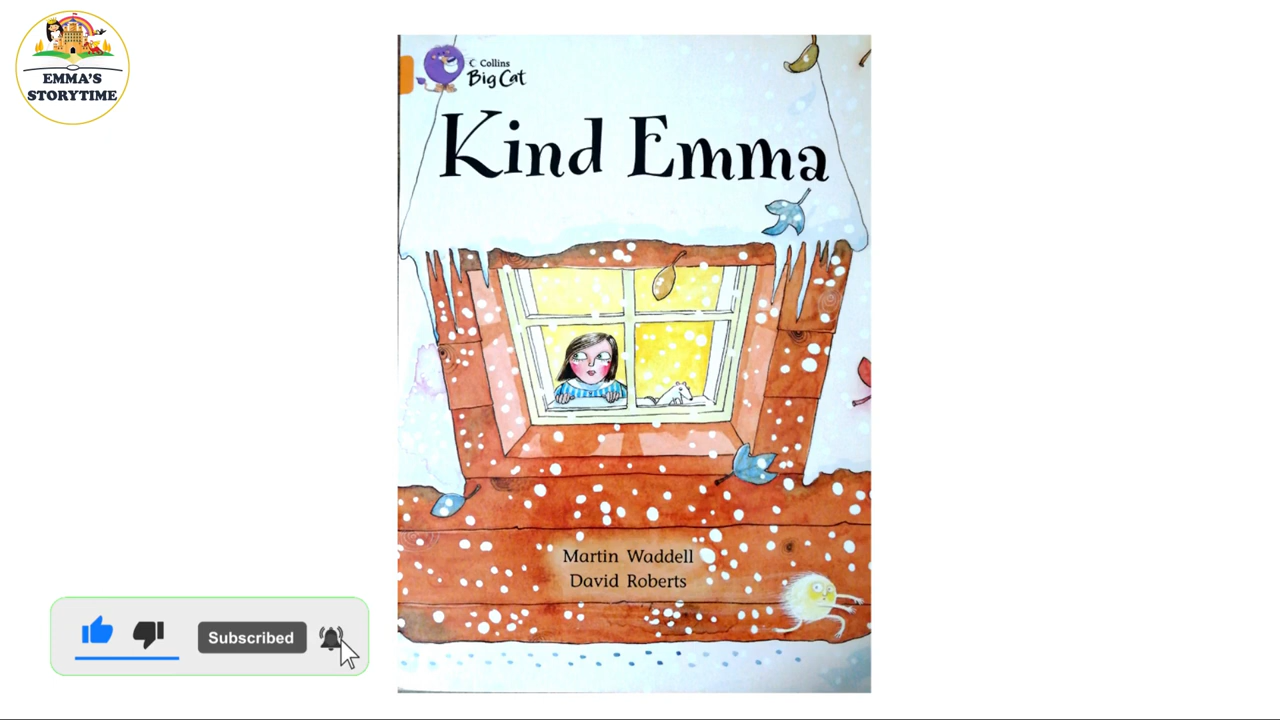 EMMA'S
STORYTIME
Collins
Big Cat
Kind Emma
Martin Waddell
David Roberts
Subscribed